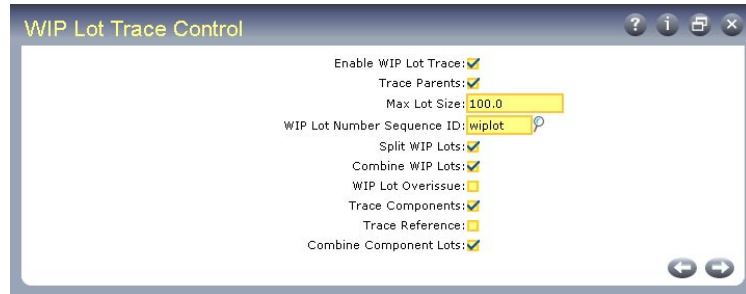 WIP Lot Trace Control
? i
Enable WIP Lot Trace:
Trace Parents:
Max Lot Size: 100.0
WIP Lot Number Sequence ID: wiplot
Split WIP Lots:
Combine WIP Lots:
WIP Lot Overissue:
Trace Components:
Trace Reference:
Combine Component Lots: